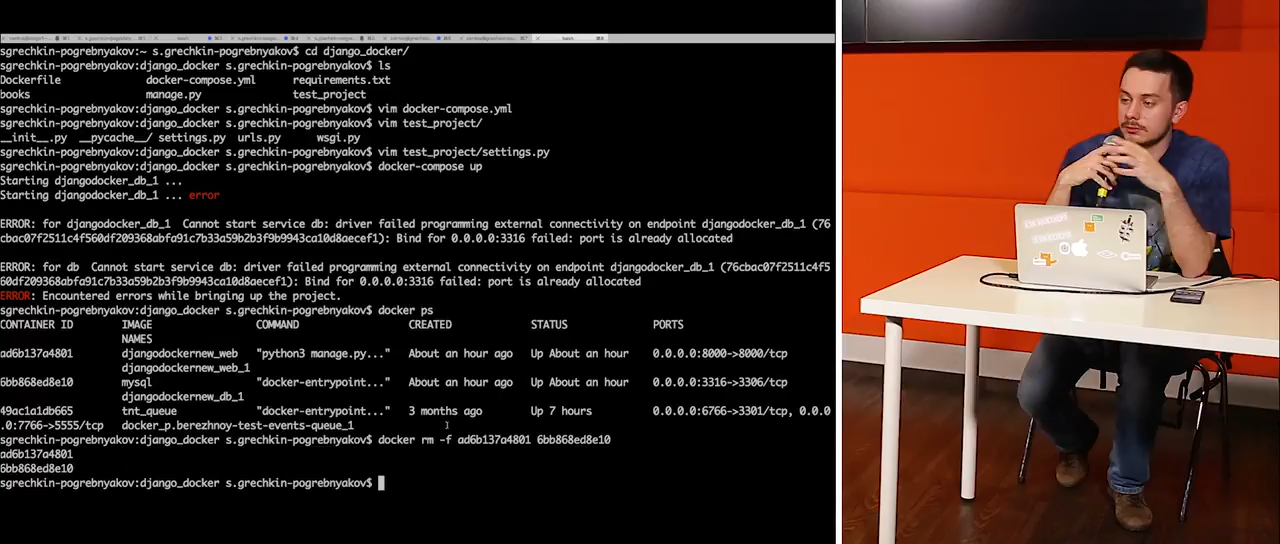 sgrechkin-pogrebnyakov:~ s.grechkin-pogrebnyakov$ cd django_docker/
sgrechkin-pogrebnyakov:django_docker s.grechkin-pogrebnyakov$ ls
Dockerfile docker-compose.yml requirements.txt
books manage.py test_project
sgrechkin-pogrebnyakov:django_docker s.grechkin-pogrebnyakov$ vim docker-compose.yml
sgrechkin-pogrebnyakov:django_docker s.grechkin-pogrebnyakov$ vim test_project/
__init__.py __pycache__/ settings.py urls.py wsgi.py
sgrechkin-pogrebnyakov:django_docker s.grechkin-pogrebnyakov$ vim test_project/settings.py
sgrechkin-pogrebnyakov:django_docker s.grechkin-pogrebnyakov$ docker-compose up
Starting djangodocker_db_1 ...
Starting djangodocker_db_1 ... error
ERROR: for djangodocker_db_1 Cannot start service db: driver failed programming external connectivity on endpoint djangodocker_db_1 (76
cbac07f2511c4f560df209368abfa91c7b33a59b2b3f9b9943ca10d8aecef1): Bind for 0.0.0.0:3316 failed: port is already allocated
ERROR: for db Cannot start service db: driver failed programming external connectivity on endpoint djangodocker_db_1 (76cbac07f2511c4f5
60df209368abfa91c7b33a59b2b3f9b9943ca10d8aecef1): Bind for 0.0.0.0:3316 failed: port is already allocated
ERROR: Encountered errors while bringing up the project.
sgrechkin-pogrebnyakov:django_docker s.grechkin-pogrebnyakov$ docker ps
CONTAINER ID IMAGE COMMAND CREATED STATUS PORTS
NAMES
ad6b137a4801 djangodockernew_web "python3 manage.py..." About an hour ago Up About an hour 0.0.0.0:8000->8000/tcp
djangodockernew_web_1
6bb868ed8e10 mysql "docker-entrypoint..." About an hour ago Up About an hour 0.0.0.0:3316->3306/tcp
djangodockernew_db_1
49ac1a1db665 tnt_queue "docker-entrypoint..." 3 months ago Up 7 hours 0.0.0.0:6766->3301/tcp, 0.0.0
.0:7766->5555/tcp docker_p.berezhnoy-test-events-queue_1
sgrechkin-pogrebnyakov:django_docker s.grechkin-pogrebnyakov$ docker rm -f ad6b137a4801 6bb868ed8e10
ad6b137a4801
6bb868ed8e10
sgrechkin-pogrebnyakov:django_docker s.grechkin-pogrebnyakov$